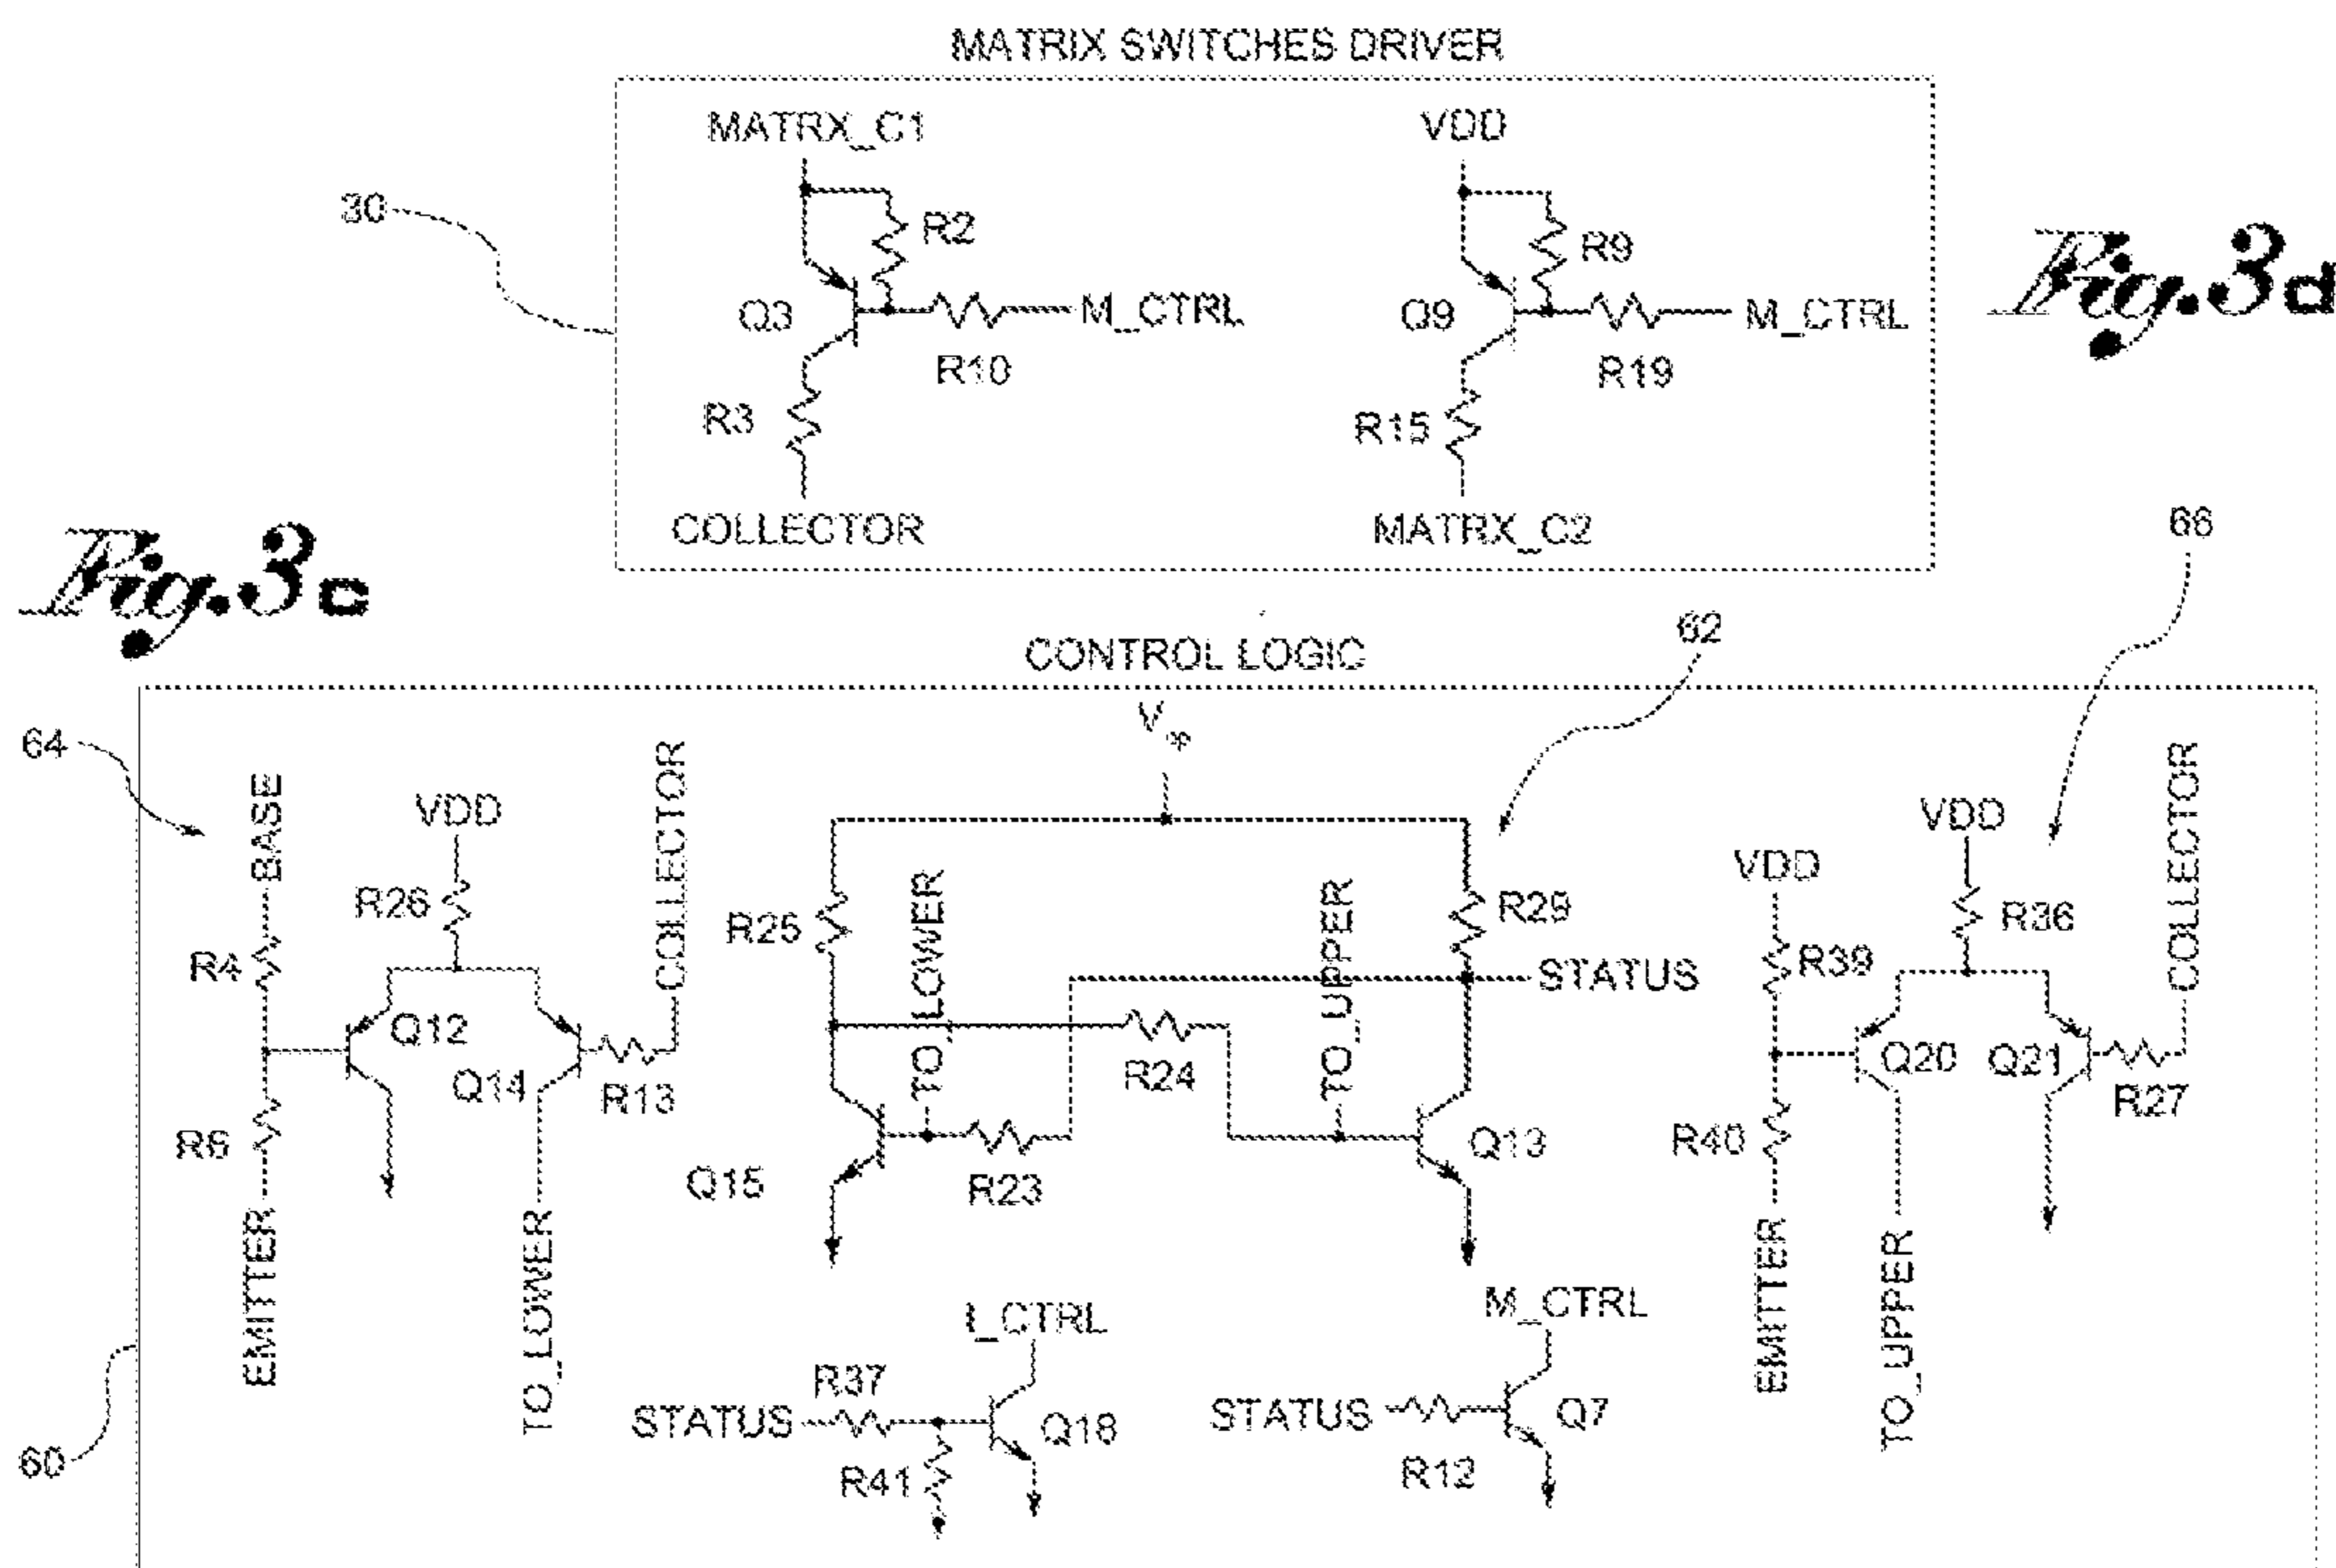 MATRIX SWITCHES DRIVER
MATRX_C1
VDD
30
R2
R9
Q3
M_CTRL
Q9
M_CTRL
R10
R19
R3
R15
COLLECTOR
MATRX_C2
Fig.3d
Fig.3c
66
62
CONTROL LOGIC
64
BASE
VDD
COLLECTOR
R26
R4
Q12
Q14
R13
R6
EMITTER
TO_LOWER
R25
TO_LOWER
TO_UPPER
R29
STATUS
R24
Q15
R23
Q13
VDD
VDD
COLLECTOR
R36
R39
Q20
Q21
R27
R40
EMITTER
TO_UPPER
I_CTRL
M_CTRL
R37
STATUS
Q18
R41
STATUS
Q7
R12
60